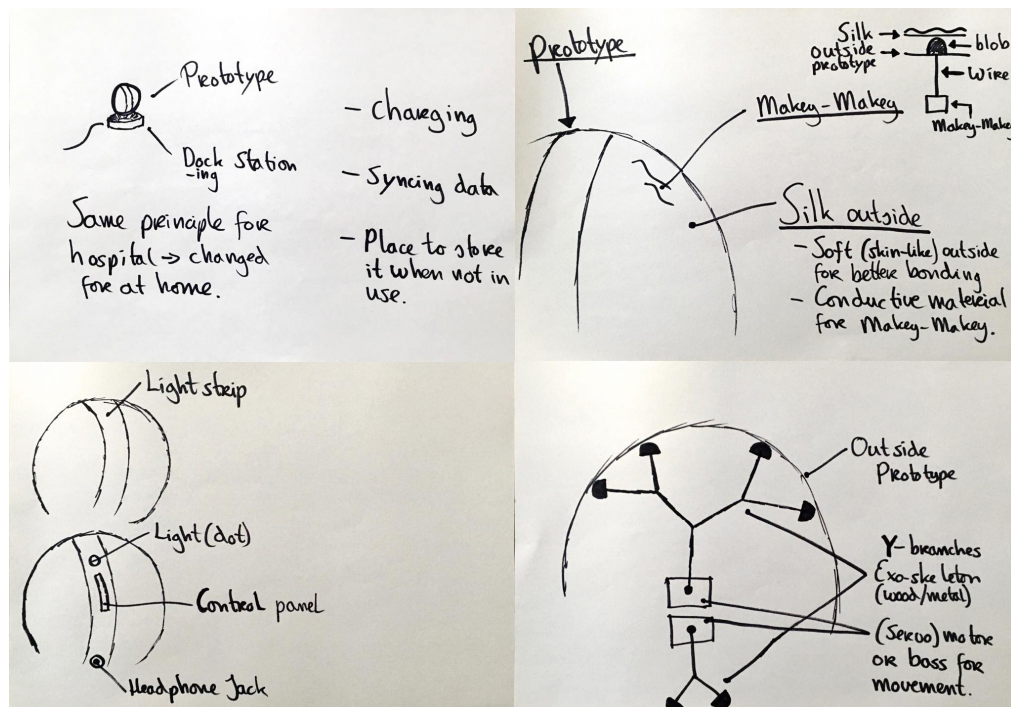 Prototype
Dock Station
-ing
Same principle for
hospital → changed
for at home.
- Charging
- Syncing data
- Place to store
it when not in
use.
Prototype
Silk
outside
prototype
blob
Wire
Makey-Makey
Makey-Makey
Silk outside
- Soft (skin-like) outside
for better bonding
- Conductive material
for Makey-Makey.
Light strip
Light (dot)
Control panel
Headphone Jack
Outside
Prototype
Y-branches
Exo-skeleton
(wood/metal)
(Servo) motor
or bass for
movement.